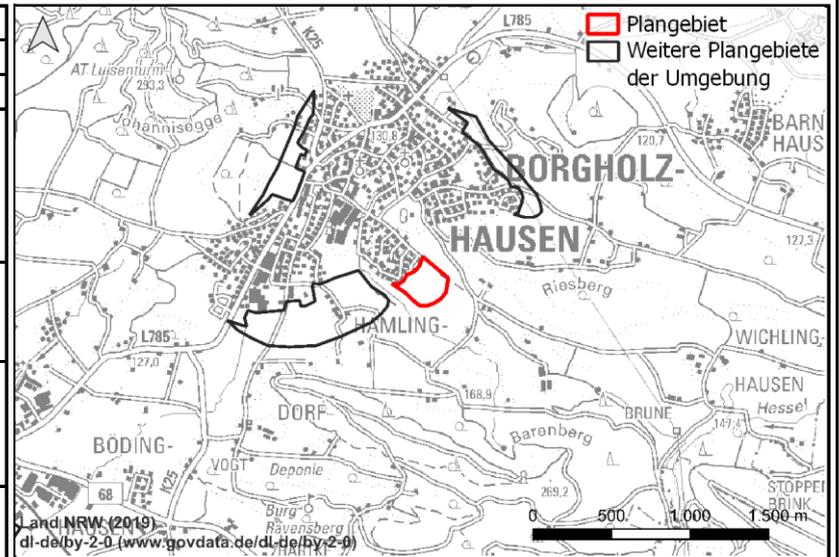 L785
K25
Plangebiet
Weitere Plangebiete
der Umgebung
AT Luisenturm
293,3
Johannisegge
130,8
120,7
BARN
HAUS
BORGHOLZ-
HAUSEN
127,3
Riesberg
HAMLING-
L785
127,0
WICHLING-
HAUSEN
168,9
Hessel
DORF
BRUNE
147,4
BÖDING-
Barenberg
VOGT
Deponie
K25
68
269,2
STOPPEN
BRINK
Burg
Ravensberg
0 500 1.000 1.500 m
Land NRW (2019)
dl-de/by-2-0 (www.govdata.de/dl-de/by-2-0)